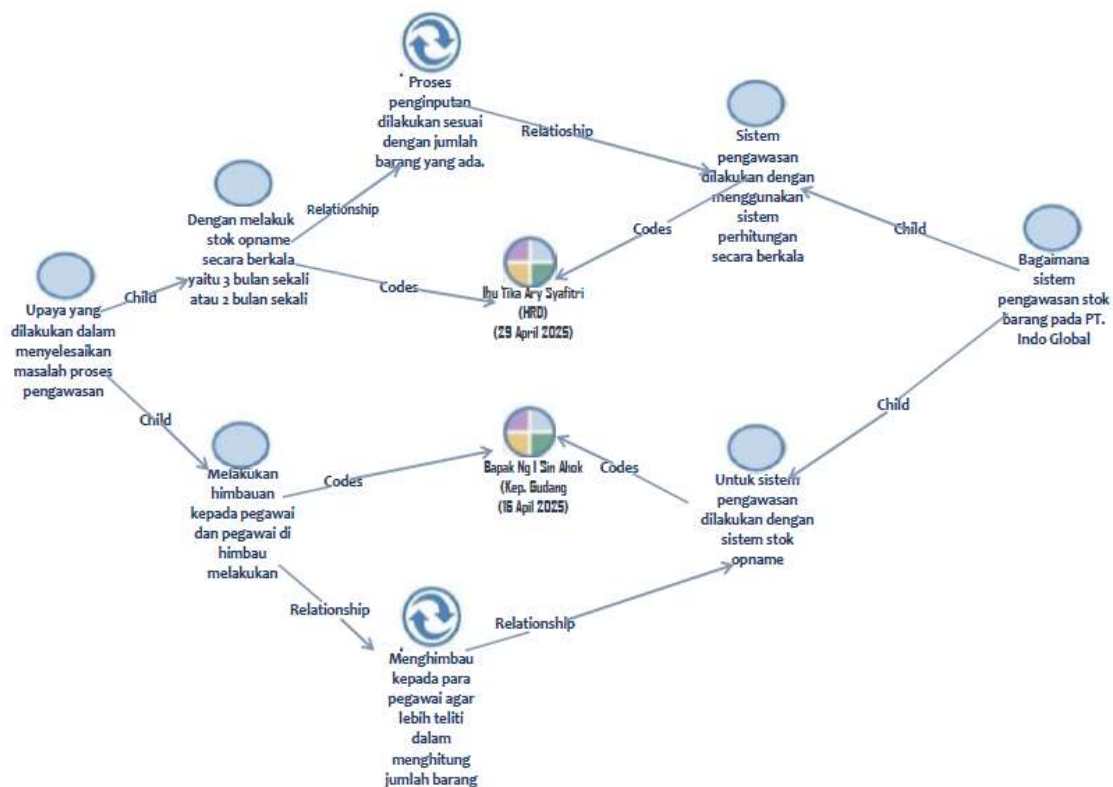 Proses
penginputan
dilakukan sesuai
dengan jumlah
barang yang ada.
Relatioship
Sistem
pengawasan
dilakukan dengan
menggunakan
sistem
perhitungan
secara berkala
Relationship
Dengan melakuk
stok opname
secara berkala
yaitu 3 bulan sekali
atau 2 bulan sekali
Codes
Child
Bagaimana
sistem
pengawasan stok
barang pada PT.
Indo Global
Child
Codes
Ibu Tika Ary Syafitri
(HRD)
(29 April 2025)
Upaya yang
dilakukan dalam
menyelesaikan
masalah proses
pengawasan
Child
Child
Melakukan
himbauan
kepada pegawai
dan pegawai di
himbau
melakukan
Codes
Bapak Ng I Sin Ahok
(Kep. Gudang
(16 Apil 2025)
Codes
Untuk sistem
pengawasan
dilakukan dengan
sistem stok
opname
Relationship
Relationship
Menghimbau
kepada para
pegawai agar
lebih teliti
dalam
menghitung
jumlah barang